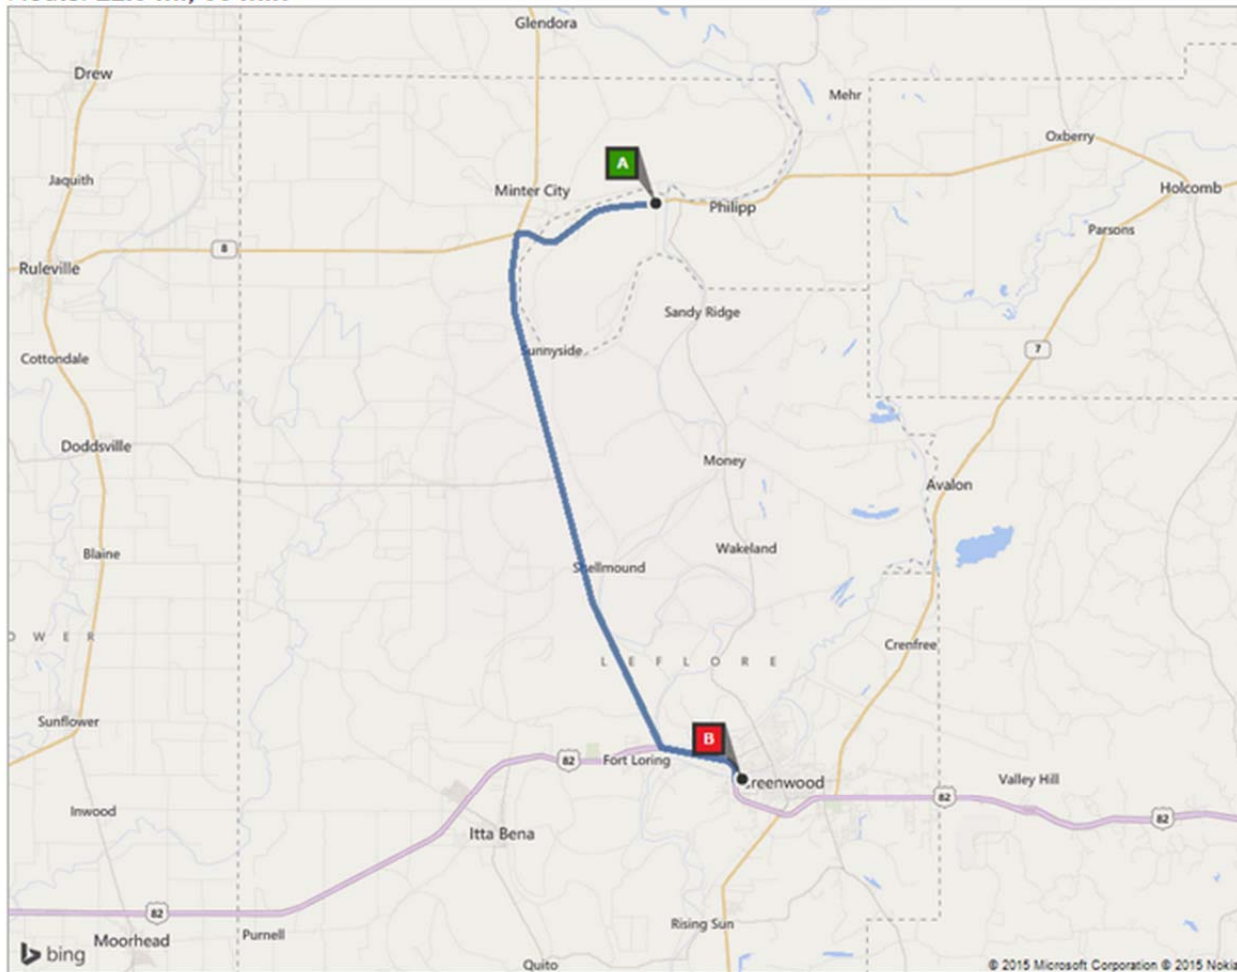 Glendora
Drew
Mehr
Oxberry
A
Jaquith
Minter City
Holcomb
Philipp
Parsons
8
Ruleville
Sandy Ridge
Sunnyside
7
Cottondale
Doddsville
Money
Avalon
Blaine
Wakeland
Shellmound
O W E R
Crenfree
L E F L O R E
Sunflower
B
82
Fort Loring
Greenwood
Valley Hill
82
Inwood
82
Itta Bena
82
Rising Sun
Moorhead
Purnell
bing
Quito
© 2015 Microsoft Corporation © 2015 Nokia